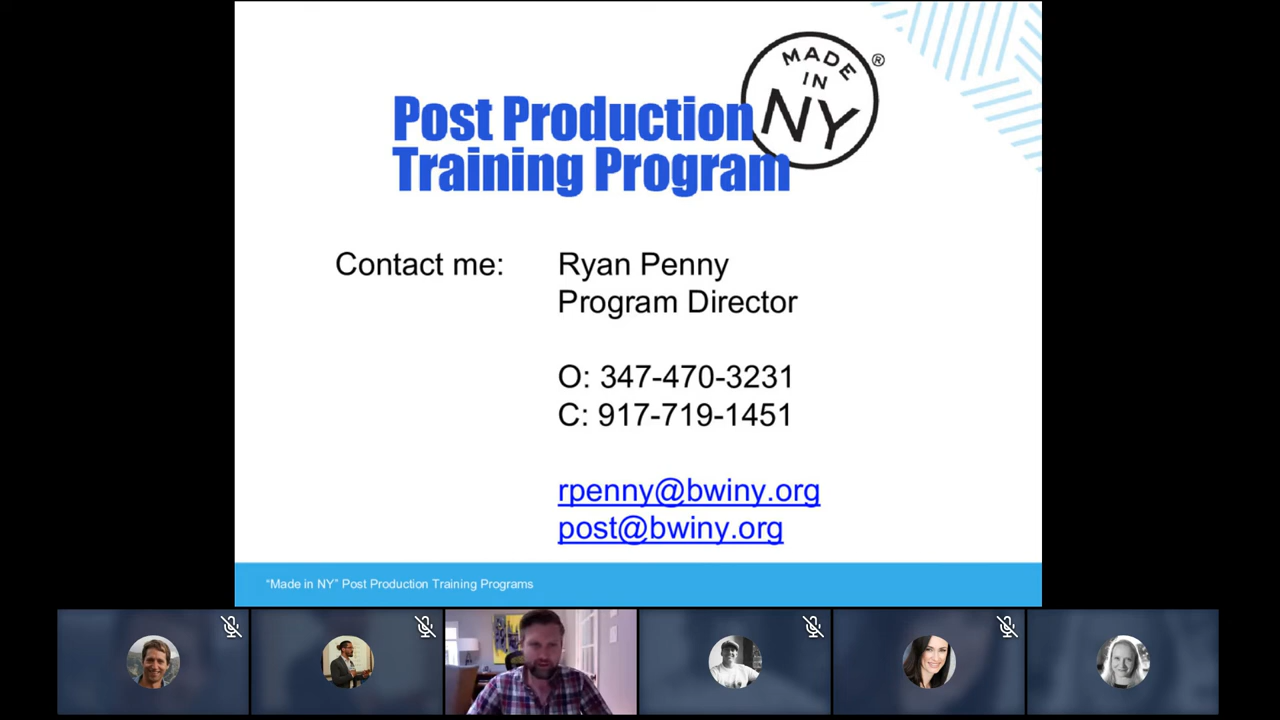 MADE
IN
NY
®
Post Production
Training Program
Contact me: Ryan Penny
Program Director
O: 347-470-3231
C: 917-719-1451
rpenny@bwiny.org
post@bwiny.org
“Made in NY” Post Production Training Programs